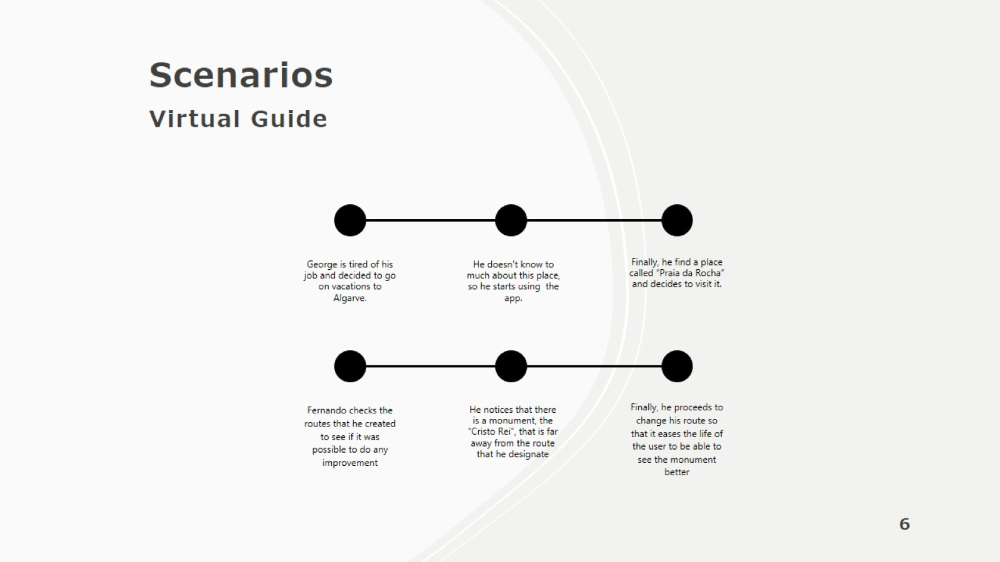 Scenarios
Virtual Guide
George is tired of his
job and decided to go
on vacations to
Algarve.
He doesn't know to
much about this place,
so he starts using  the
app.
Finally, he find a place
called “Praia da Rocha”
and decides to visit it.
Fernando checks the
routes that he created
to see if it was
possible to do any
improvement
He notices that there
is a monument, the
“Cristo Rei”, that is far
away from the route
that he designate
Finally, he proceeds to
change his route so
that it eases the life of
the user to be able to
see the monument
better
6